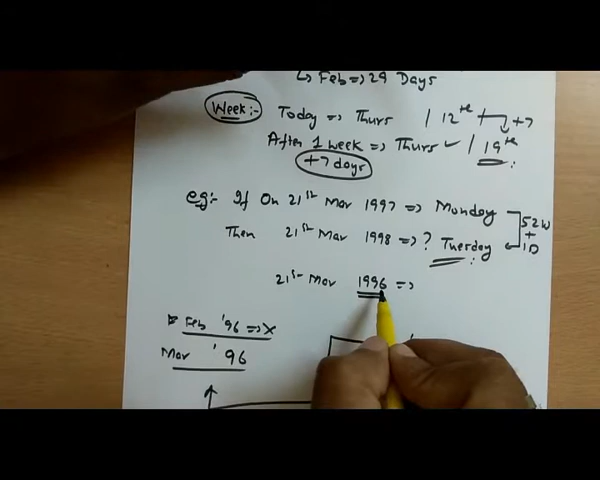 ↳ Feb => 29 Days
Week:- Today => Thurs / 12th +7
After 1 week => Thurs ✓ / 19th
+7 days
eg:- If On 21st Mar 1997 => Monday
52W + 1D
Then 21st Mar 1998 => ? Tuesday
21st Mar 1996 =>
Feb '96 => X
Mar '96